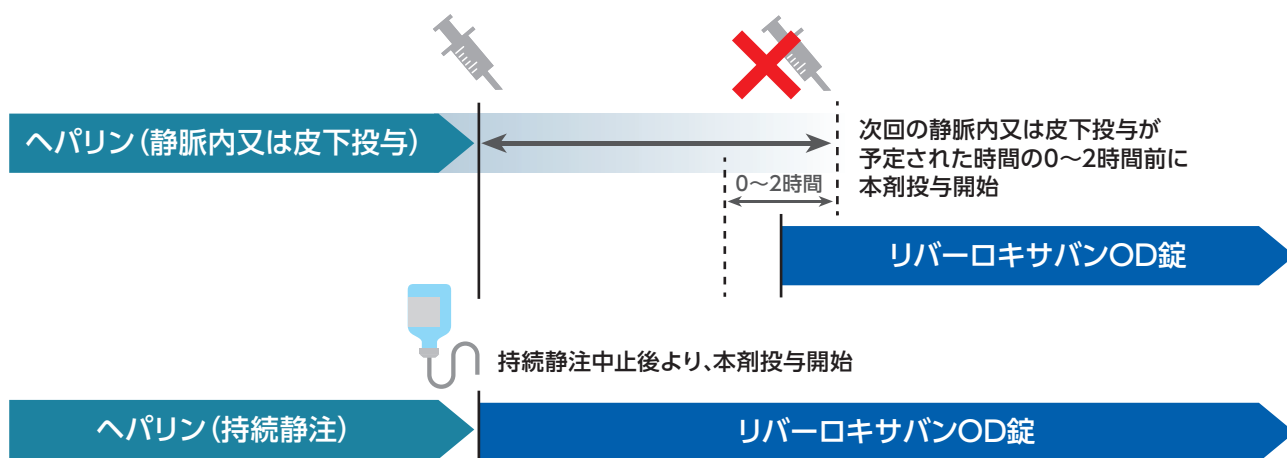 ヘパリン(静脈内又は皮下投与)
次回の静脈内又は皮下投与が
予定された時間の0〜2時間前に
本剤投与開始
0〜2時間
リバーロキサバンOD錠
持続静注中止後より、本剤投与開始
ヘパリン(持続静注)
リバーロキサバンOD錠